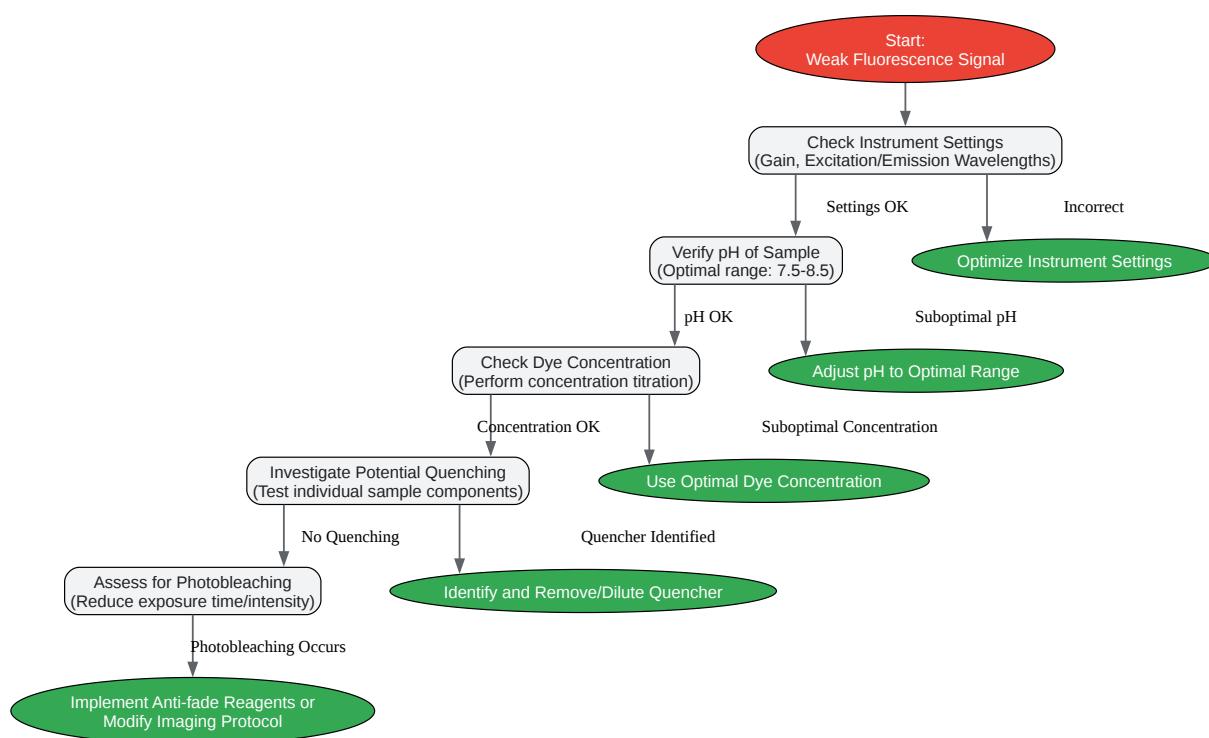 Start:
Weak Fluorescence Signal
Check Instrument Settings
(Gain, Excitation/Emission Wavelengths)
Settings OK
Incorrect
Verify pH of Sample
(Optimal range: 7.5-8.5)
Optimize Instrument Settings
pH OK
Suboptimal pH
Check Dye Concentration
(Perform concentration titration)
Adjust pH to Optimal Range
Concentration OK
Suboptimal Concentration
Investigate Potential Quenching
(Test individual sample components)
Use Optimal Dye Concentration
No Quenching
Quencher Identified
Assess for Photobleaching
(Reduce exposure time/intensity)
Identify and Remove/Dilute Quencher
Photobleaching Occurs
Implement Anti-fade Reagents or
Modify Imaging Protocol